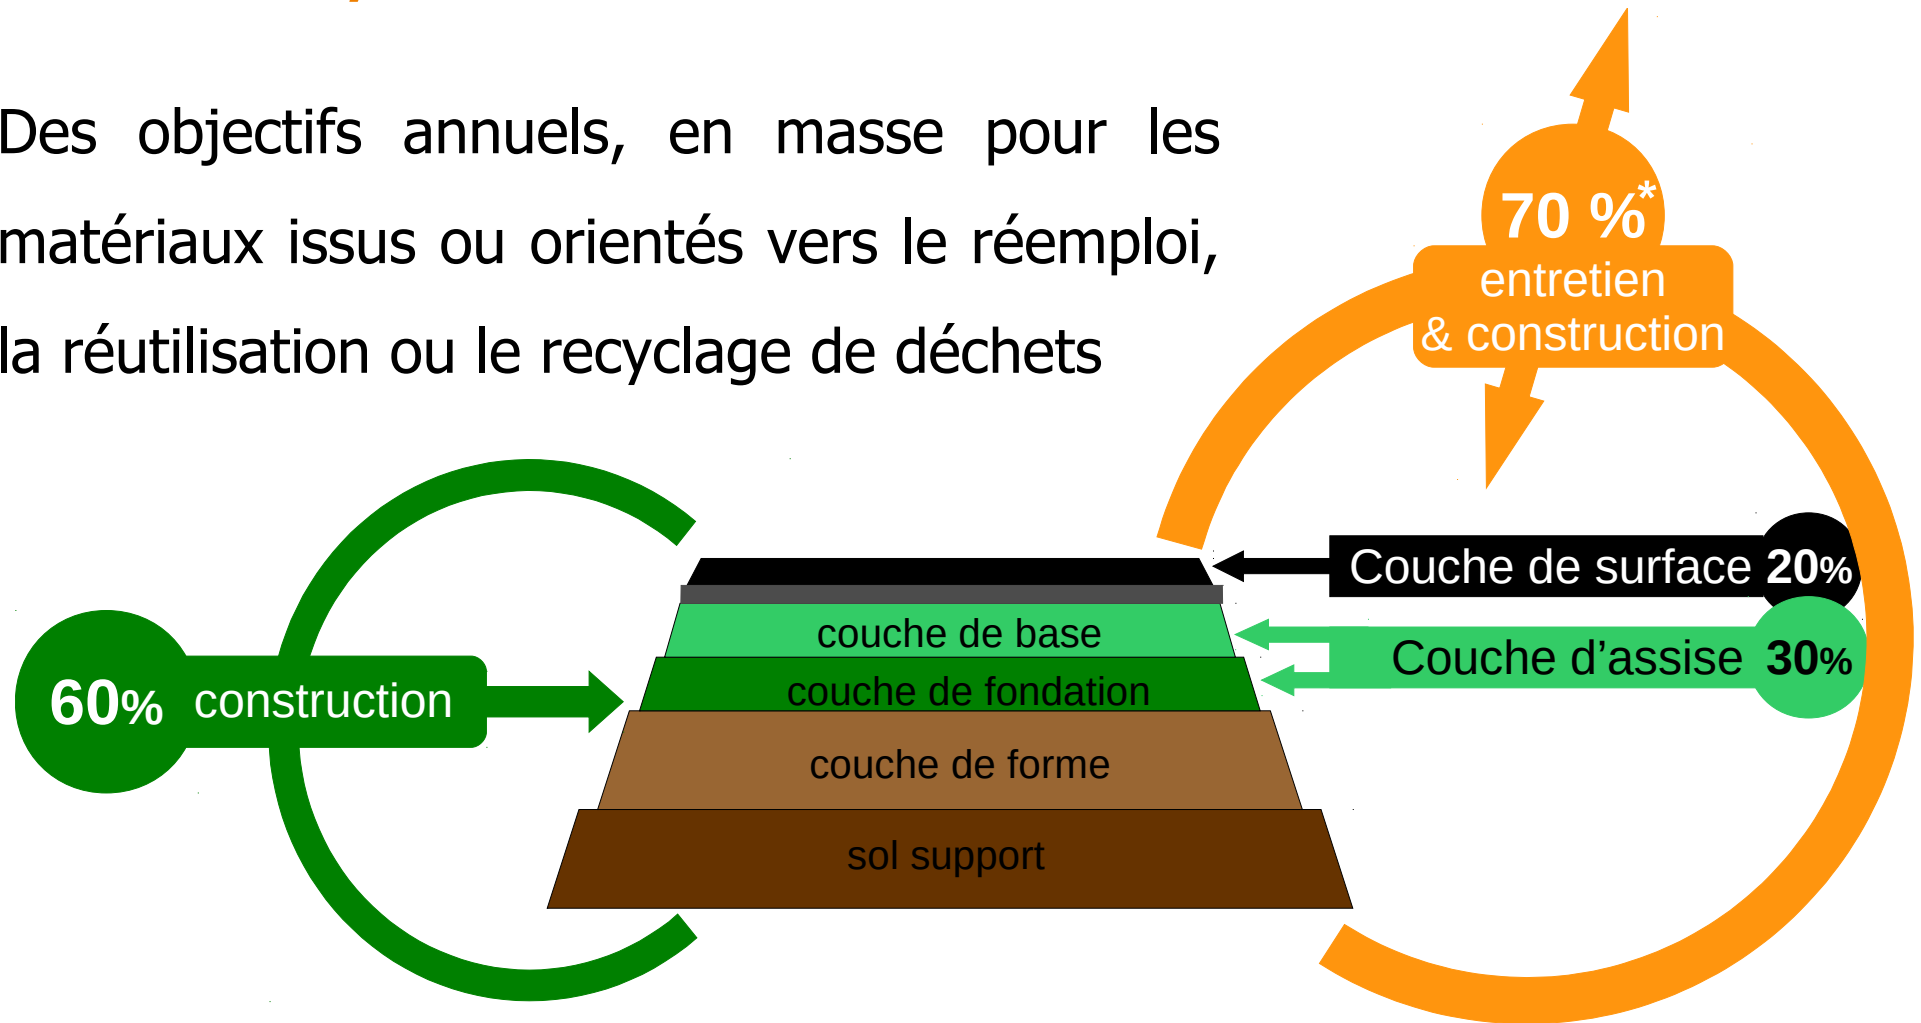 Des objectifs annuels, en masse pour les
matériaux issus ou orientés vers le réemploi,
la réutilisation ou le recyclage de déchets
70 %*
entretien
& construction
Couche de surface 20%
couche de base
Couche d’assise 30%
60% construction
couche de fondation
couche de forme
sol support